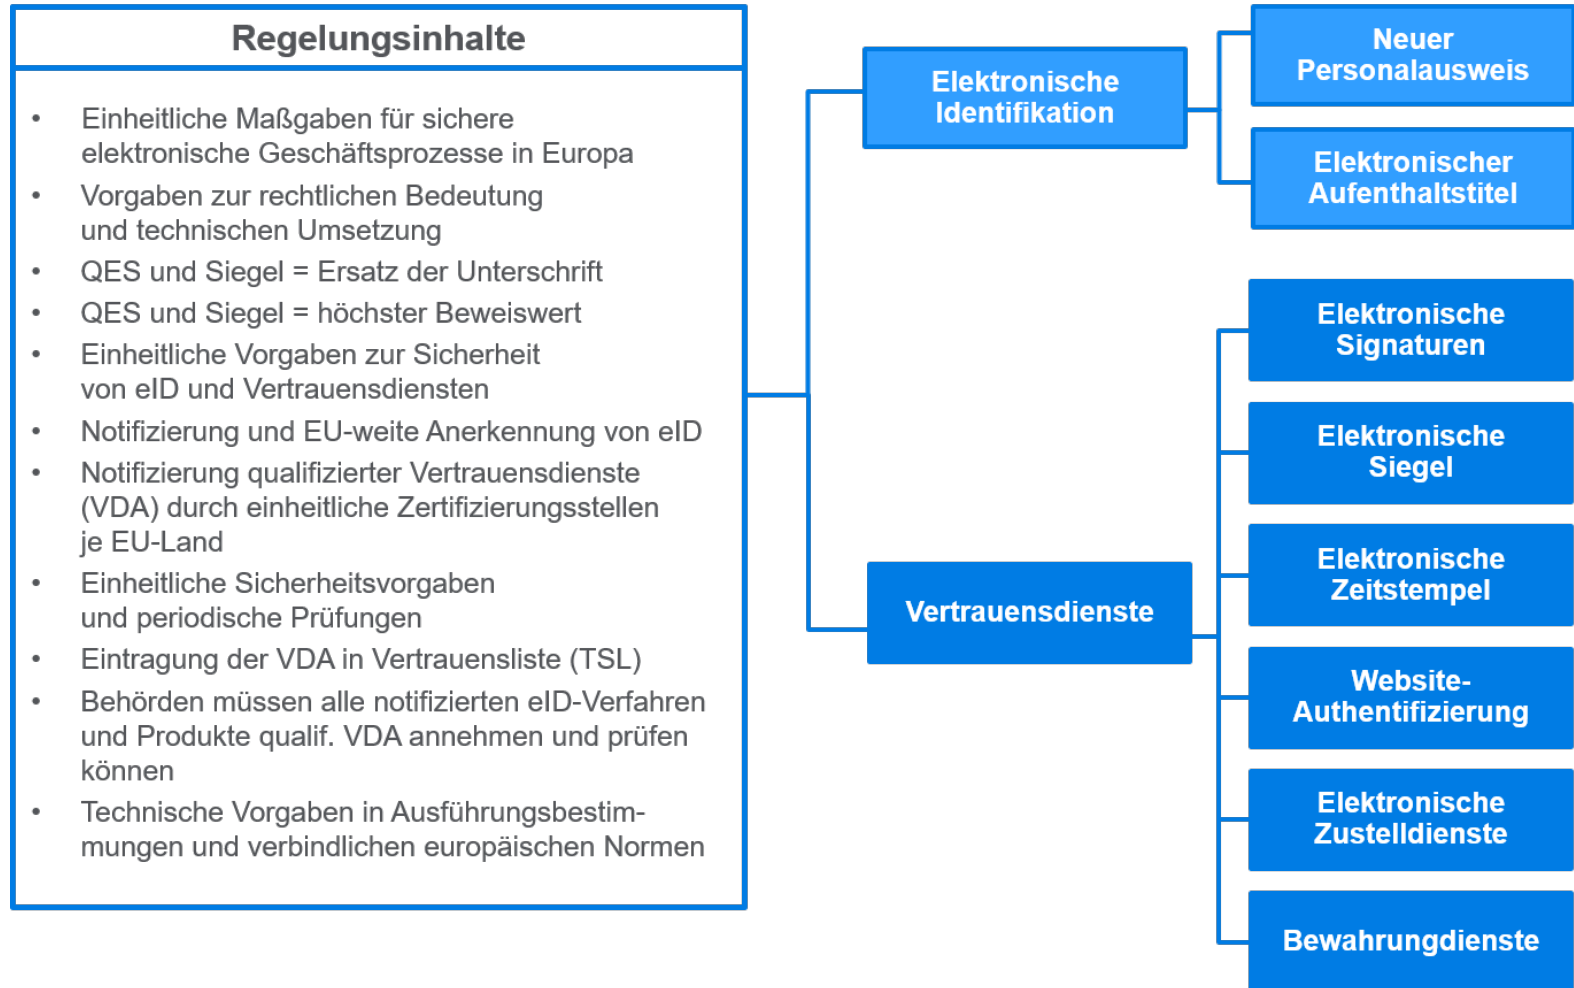 Regelungsinhalte
• Einheitliche Maßgaben für sichere
elektronische Geschäftsprozesse in Europa
• Vorgaben zur rechtlichen Bedeutung
und technischen Umsetzung
• QES und Siegel = Ersatz der Unterschrift
• QES und Siegel = höchster Beweiswert
• Einheitliche Vorgaben zur Sicherheit
von eID und Vertrauensdiensten
• Notifizierung und EU-weite Anerkennung von eID
• Notifizierung qualifizierter Vertrauensdienste
(VDA) durch einheitliche Zertifizierungsstellen
je EU-Land
• Einheitliche Sicherheitsvorgaben
und periodische Prüfungen
• Eintragung der VDA in Vertrauensliste (TSL)
• Behörden müssen alle notifizierten eID-Verfahren
und Produkte qualif. VDA annehmen und prüfen
können
• Technische Vorgaben in Ausführungsbestim-
mungen und verbindlichen europäischen Normen
Elektronische
Identifikation
Neuer
Personalausweis
Elektronischer
Aufenthaltstitel
Vertrauensdienste
Elektronische
Signaturen
Elektronische
Siegel
Elektronische
Zeitstempel
Website-
Authentifizierung
Elektronische
Zustelldienste
Bewahrungdienste